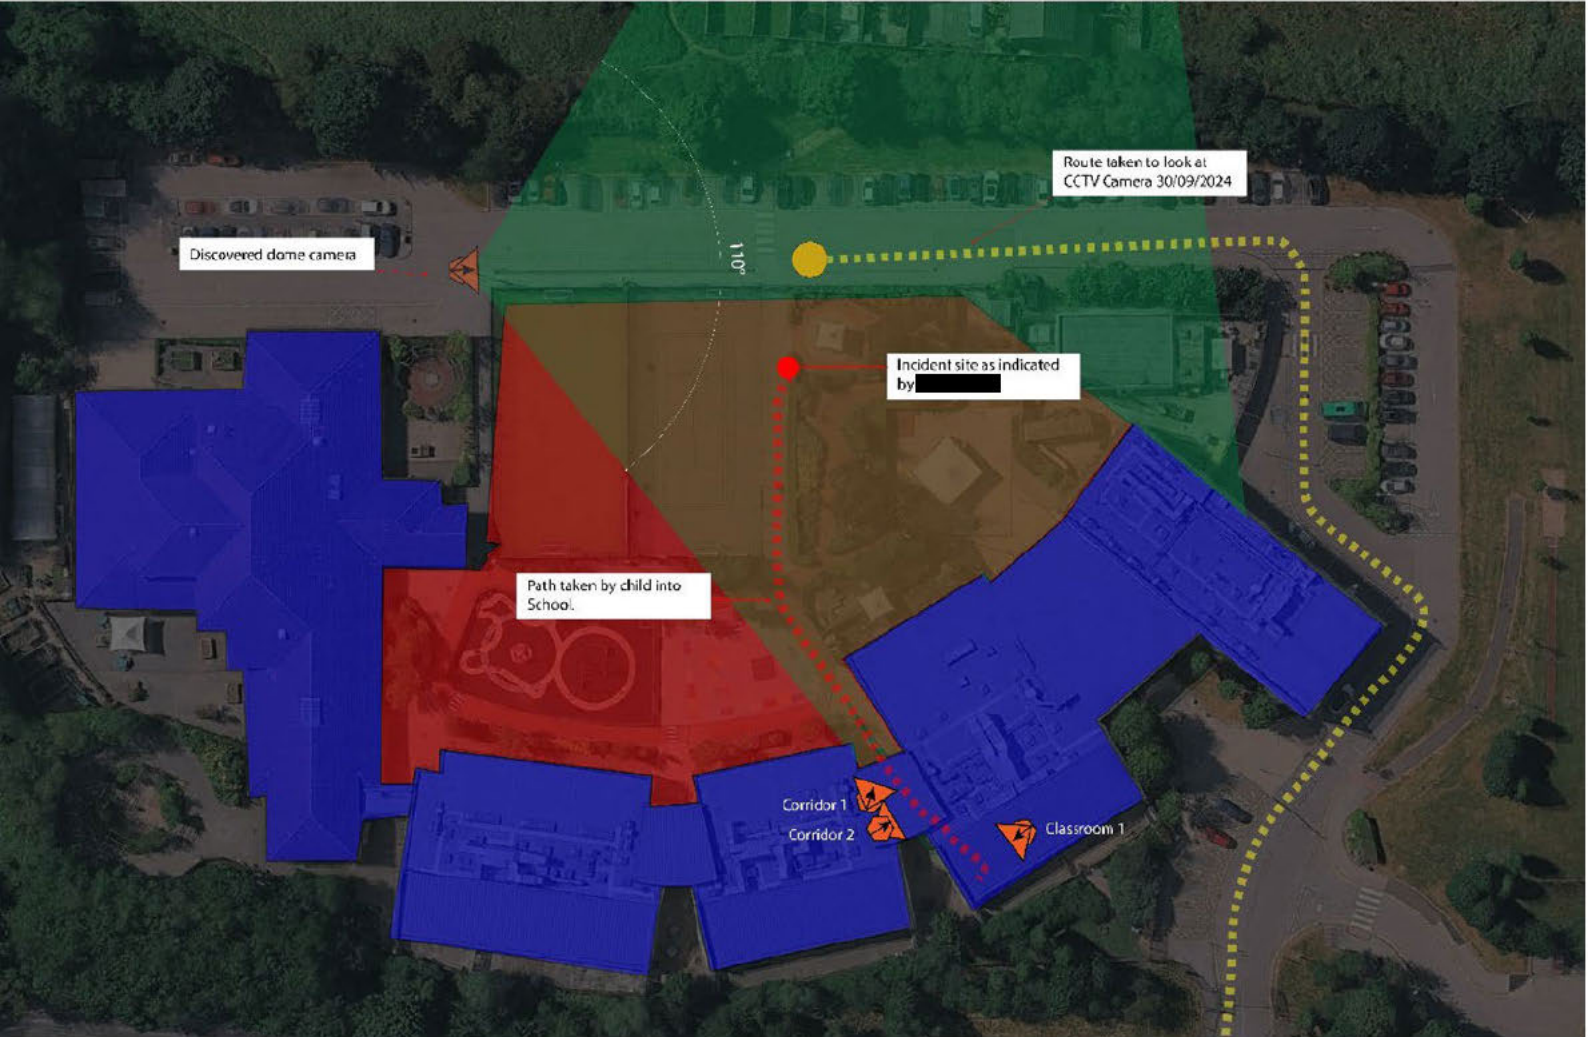 Route taken to look at
CCTV Camera 30/09/2024
Discovered dome camera
110°
Incident site as indicated
by
Path taken by child into
School.
Corridor 1
Corridor 2
Classroom 1